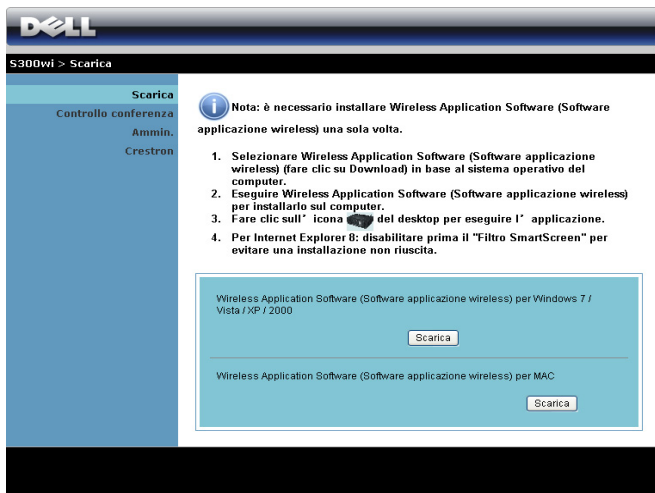 DELL
S300wi > Scarica
Scarica
Controllo conferenza
Ammin.
Crestron
Nota: è necessario installare Wireless Application Software (Software
applicazione wireless) una sola volta.
1. Selezionare Wireless Application Software (Software applicazione
wireless) (fare clic su Download) in base al sistema operativo del
computer.
2. Eseguire Wireless Application Software (Software applicazione wireless)
per installarlo sul computer.
3. Fare clic sull' icona del desktop per eseguire l' applicazione.
4. Per Internet Explorer 8: disabilitare prima il "Filtro SmartScreen" per
evitare una installazione non riuscita.
Wireless Application Software (Software applicazione wireless) per Windows 7 /
Vista / XP / 2000
Scarica
Wireless Application Software (Software applicazione wireless) per MAC
Scarica